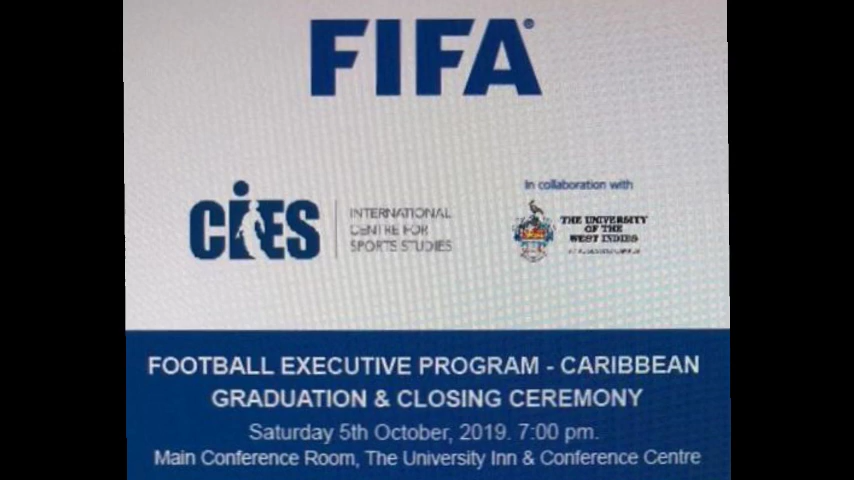 FIFA®
CIES
INTERNATIONAL
CENTRE FOR
SPORTS STUDIES
In collaboration with
THE UNIVERSITY
OF THE
WEST INDIES
FOOTBALL EXECUTIVE PROGRAM - CARIBBEAN
GRADUATION & CLOSING CEREMONY
Saturday 5th October, 2019. 7:00 pm.
Main Conference Room, The University Inn & Conference Centre